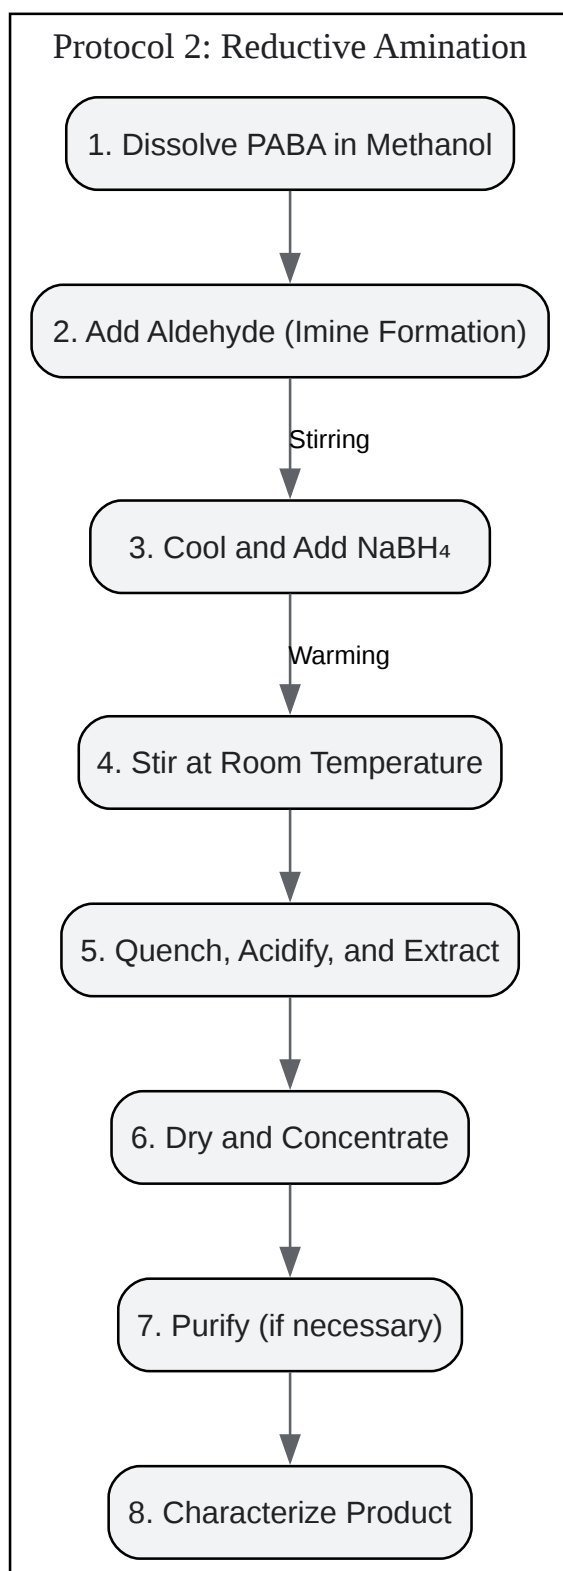 Protocol 2: Reductive Amination
1. Dissolve PABA in Methanol
2. Add Aldehyde (Imine Formation)
Stirring
3. Cool and Add NaBH₄
Warming
4. Stir at Room Temperature
5. Quench, Acidify, and Extract
6. Dry and Concentrate
7. Purify (if necessary)
8. Characterize Product